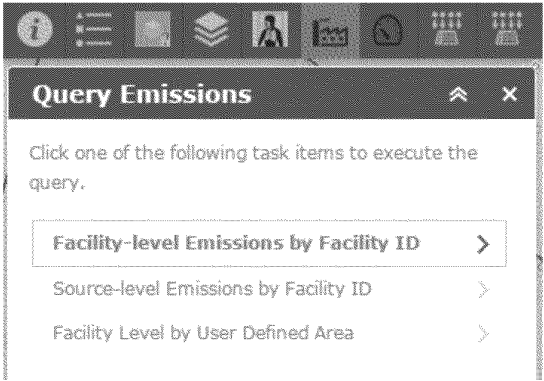 Query Emissions
Click one of the following task items to execute the
query.
Facility-level Emissions by Facility ID
Source-level Emissions by Facility ID
Facility Level by User Defined Area